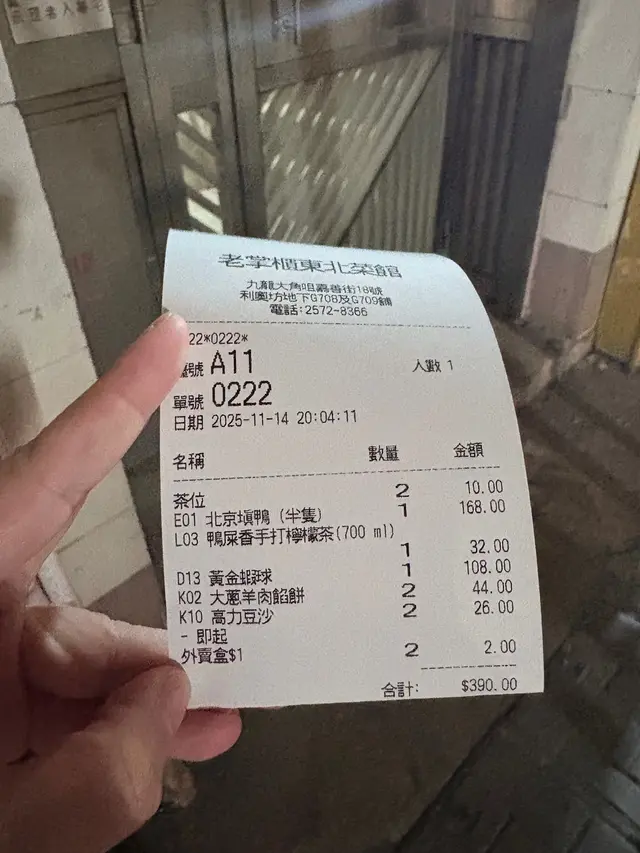 老掌櫃東北菜館
九龍大角咀嘉善街18號
利奧坊地下G708及G709舖
電話:2572-8366
22*0222*
號 A11 人數 1
單號 0222
日期 2025-11-14 20:04:11
名稱 數量 金額
茶位 2 10.00
E01 北京填鴨 (半隻) 1 168.00
L03 鴨屎香手打檸檬茶(700 ml)
1 32.00
D13 黃金蝦球 1 108.00
K02 大蔥羊肉餡餅 2 44.00
K10 高力豆沙 2 26.00
- 即起
外賣盒$1 2 2.00
合計: $390.00